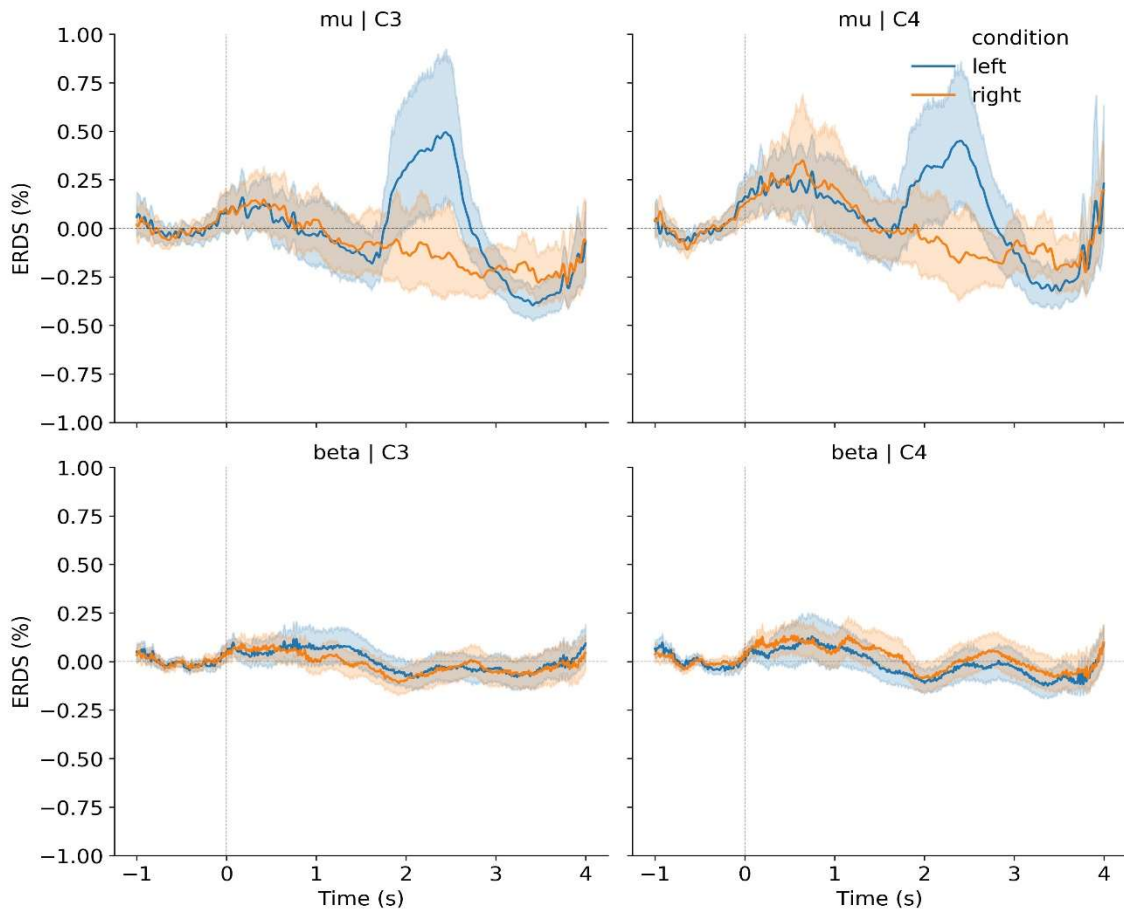 mu | C3
mu | C4
condition
left
right
ERDS (%)
1.00
0.75
0.50
0.25
0.00
−0.25
−0.50
−0.75
−1.00
beta | C3
beta | C4
ERDS (%)
1.00
0.75
0.50
0.25
0.00
−0.25
−0.50
−0.75
−1.00
−1 0 1 2 3 4
−1 0 1 2 3 4
Time (s)
Time (s)